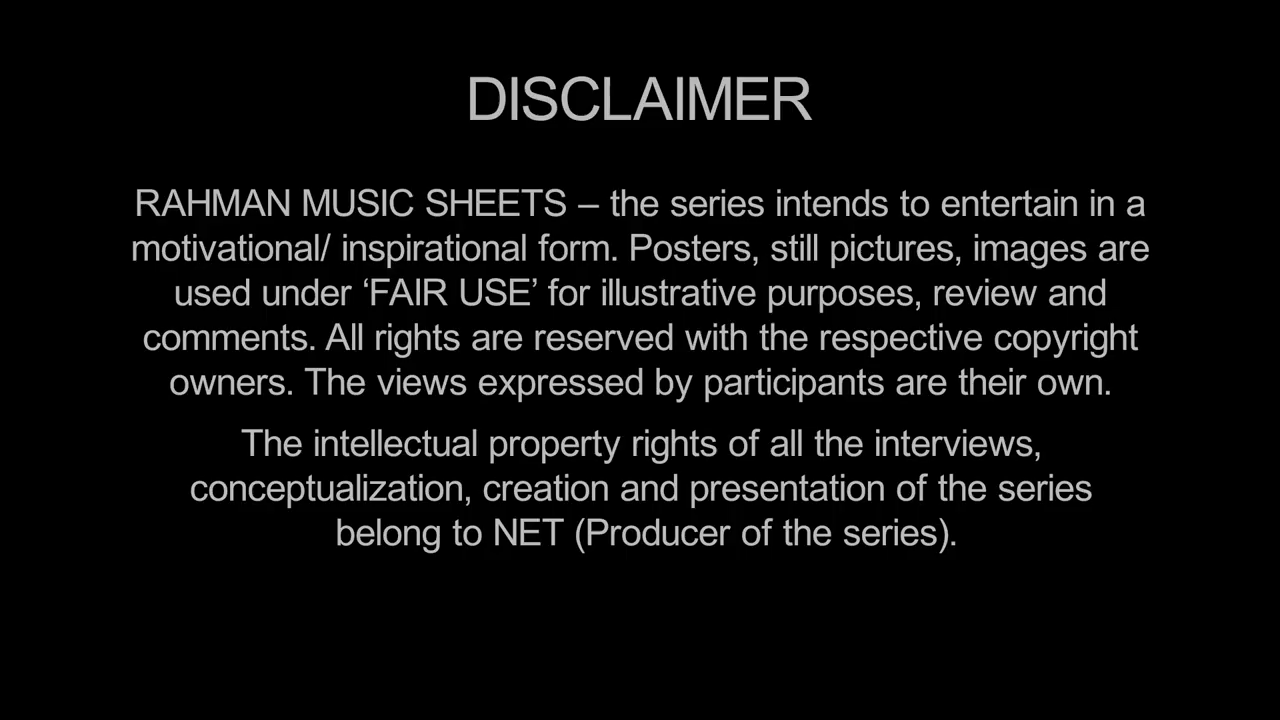 DISCLAIMER
RAHMAN MUSIC SHEETS – the series intends to entertain in a
motivational/ inspirational form. Posters, still pictures, images are
used under ‘FAIR USE’ for illustrative purposes, review and
comments. All rights are reserved with the respective copyright
owners. The views expressed by participants are their own.
The intellectual property rights of all the interviews,
conceptualization, creation and presentation of the series
belong to NET (Producer of the series).